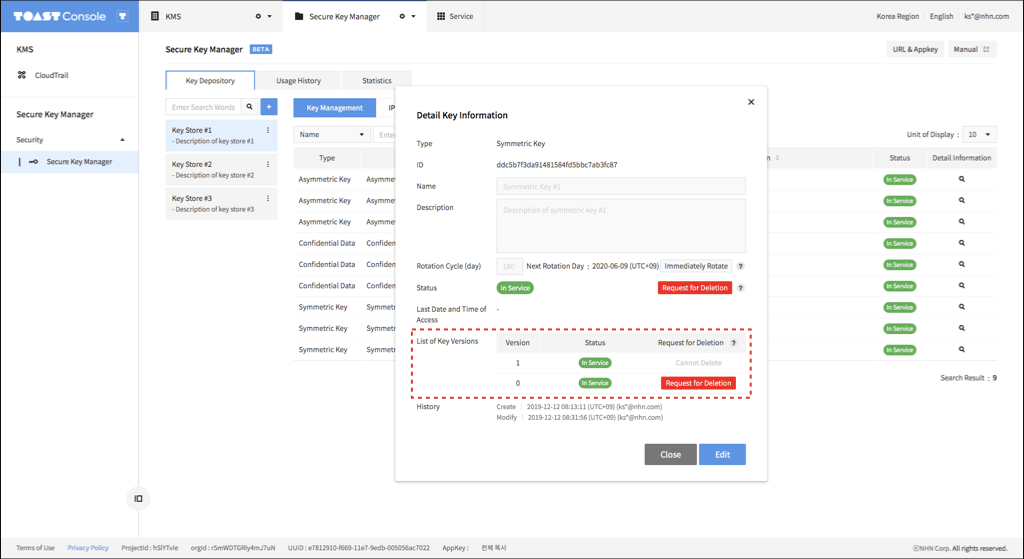 TOAST Console
KMS
Secure Key Manager
Service
Korea Region
English
ks*@nhn.com
KMS
CloudTrail
Secure Key Manager
Security
Secure Key Manager
Secure Key Manager BETA
URL & Appkey
Manual
Key Depository
Usage History
Statistics
Enter Search Words
+
Key Store #1
- Description of key store #1
Key Store #2
- Description of key store #2
Key Store #3
- Description of key store #3
Key Management
IP
Name
Enter
Unit of Display : 10
Type
Status
Detail Information
Asymmetric Key Asymme In Service
Asymmetric Key Asymme In Service
Asymmetric Key Asymme In Service
Confidential Data Confiden In Service
Confidential Data Confiden In Service
Confidential Data Confiden In Service
Symmetric Key Symmetr In Service
Symmetric Key Symmetr In Service
Symmetric Key Symmetr In Service
Search Result : 9
Detail Key Information
Type Symmetric Key
ID ddc5b7f3da91481584fd5bbc7ab3fc87
Name Symmetric Key #1
Description Description of symmetric key #1
Rotation Cycle (day) 180 Next Rotation Day : 2020-06-09 (UTC+09) Immediately Rotate ?
Status In Service Request for Deletion ?
Last Date and Time of -
Access
List of Key Versions
Version Status Request for Deletion ?
1 In Service Cannot Delete
0 In Service Request for Deletion
History Create 2019-12-12 08:13:11 (UTC+09) (ks*@nhn.com)
Modify 2019-12-12 08:31:56 (UTC+09) (ks*@nhn.com)
Close
Edit
Terms of Use
Privacy Policy
ProjectId : hSIYTvIe
orgId : r5mWDTGRiy4mJ7uN
UUID : e7812910-f669-11e7-9edb-005056ac7022
AppKey :
전체 복사
ⓒNHN Corp. All rights reserved.